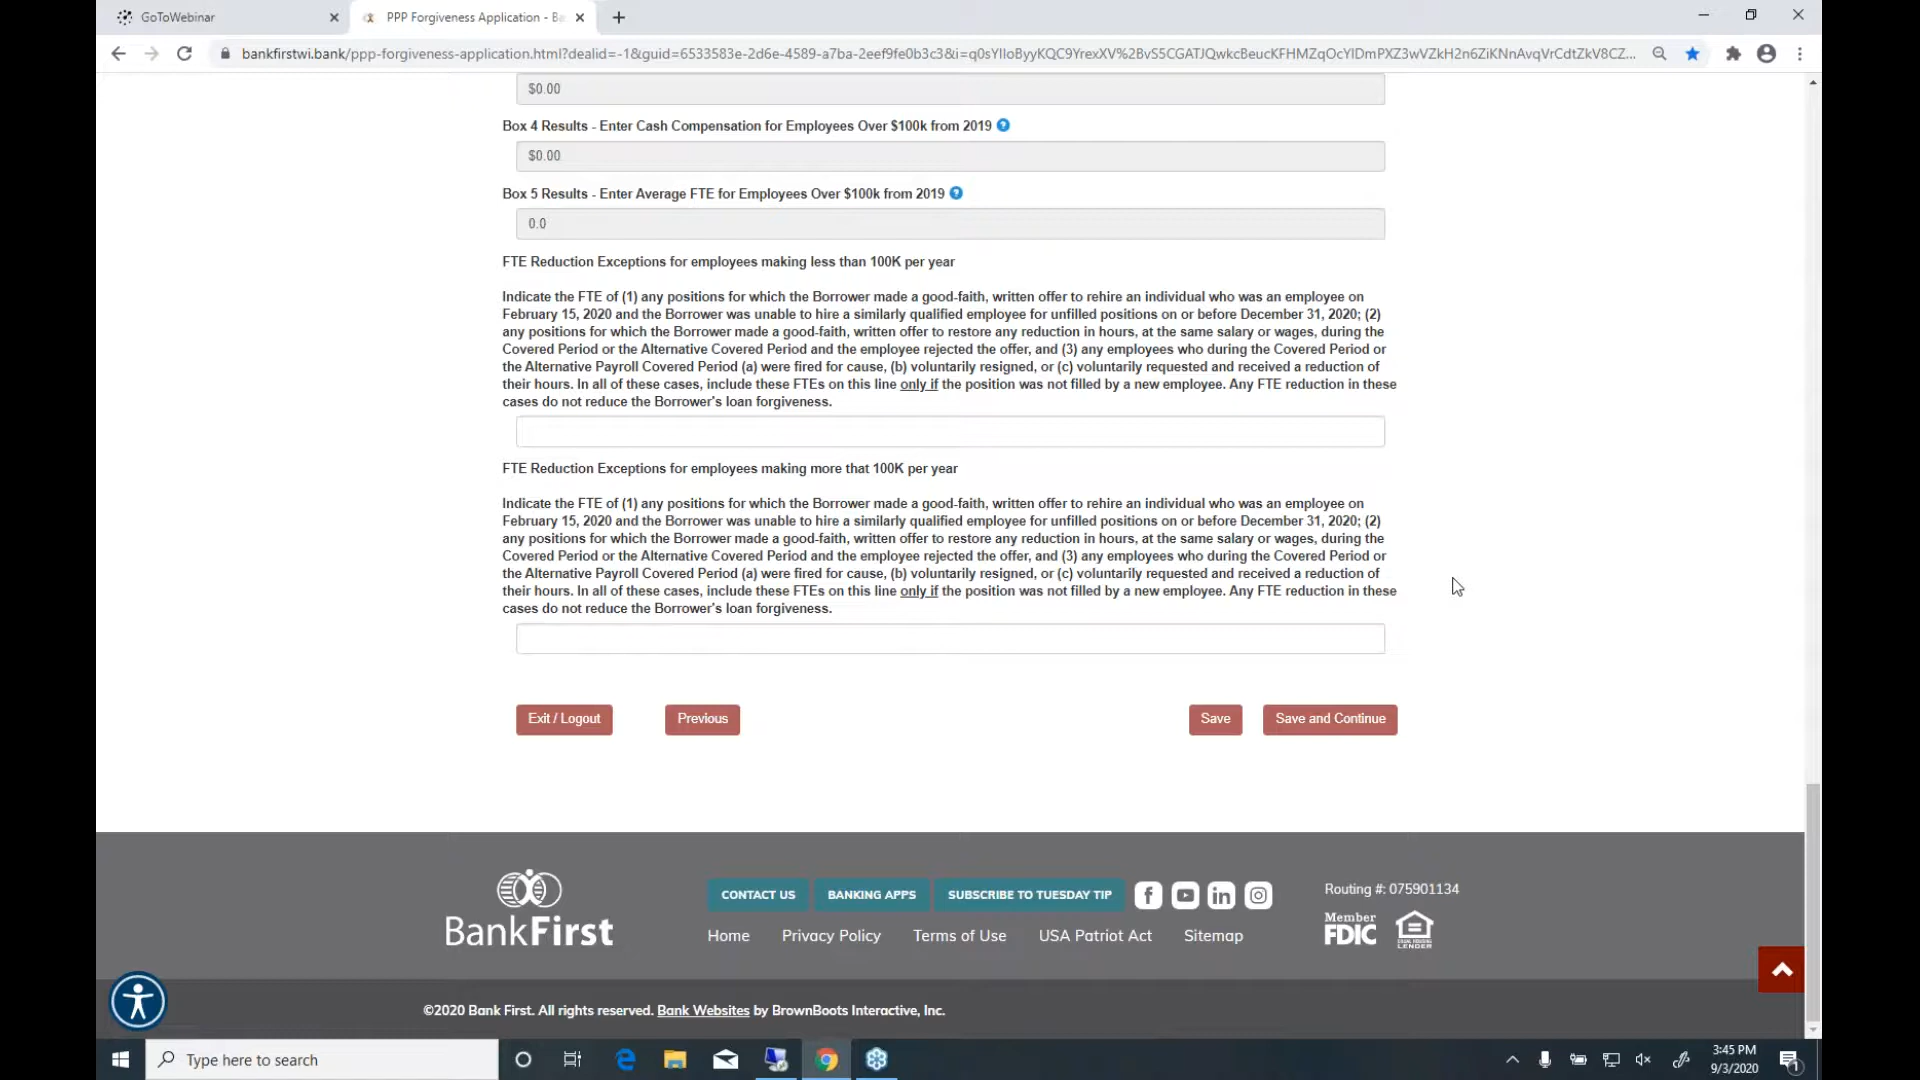 GoToWebinar
PPP Forgiveness Application - Ba
bankfirstwi.bank/ppp-forgiveness-application.html?dealid=-1&guid=6533583e-2d6e-4589-a7ba-2eef9fe0b3c3&i=
$0.00
Box 4 Results - Enter Cash Compensation for Employees Over $100k from 2019
$0.00
Box 5 Results - Enter Average FTE for Employees Over $100k from 2019
0.0
FTE Reduction Exceptions for employees making less than 100K per year
Indicate the FTE of (1) any positions for which the Borrower made a good-faith, written offer to rehire an individual who was an employee on
February 15, 2020 and the Borrower was unable to hire a similarly qualified employee for unfilled positions on or before December 31, 2020; (2)
any positions for which the Borrower made a good-faith, written offer to restore any reduction in hours, at the same salary or wages, during the
Covered Period or the Alternative Covered Period and the employee rejected the offer, and (3) any employees who during the Covered Period or
the Alternative Payroll Covered Period (a) were fired for cause, (b) voluntarily resigned, or (c) voluntarily requested and received a reduction of
their hours. In all of these cases, include these FTEs on this line only if the position was not filled by a new employee. Any FTE reduction in these
cases do not reduce the Borrower's loan forgiveness.
FTE Reduction Exceptions for employees making more that 100K per year
Indicate the FTE of (1) any positions for which the Borrower made a good-faith, written offer to rehire an individual who was an employee on
February 15, 2020 and the Borrower was unable to hire a similarly qualified employee for unfilled positions on or before December 31, 2020; (2)
any positions for which the Borrower made a good-faith, written offer to restore any reduction in hours, at the same salary or wages, during the
Covered Period or the Alternative Covered Period and the employee rejected the offer, and (3) any employees who during the Covered Period or
the Alternative Payroll Covered Period (a) were fired for cause, (b) voluntarily resigned, or (c) voluntarily requested and received a reduction of
their hours. In all of these cases, include these FTEs on this line only if the position was not filled by a new employee. Any FTE reduction in these
cases do not reduce the Borrower's loan forgiveness.
Exit / Logout Previous Save Save and Continue
BankFirst
CONTACT US BANKING APPS SUBSCRIBE TO TUESDAY TIP
Home Privacy Policy Terms of Use USA Patriot Act Sitemap
Routing #: 075901134
Member
FDIC
EQUAL HOUSING
LENDER
©2020 Bank First. All rights reserved. Bank Websites by BrownBoots Interactive, Inc.
Type here to search
3:45 PM
9/3/2020
1